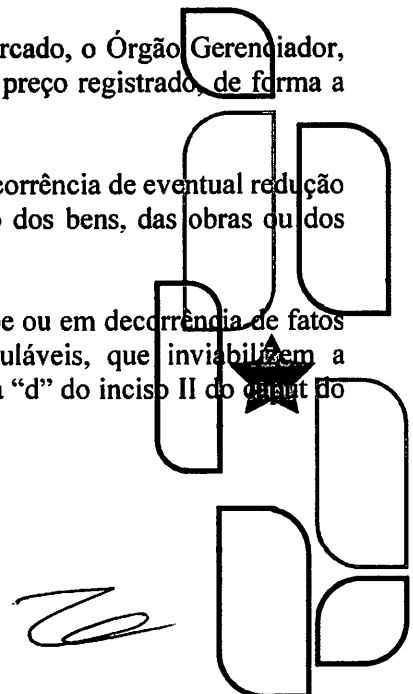 rcado, o Órgão Gerenciador,
preço registrado, de forma a
corrência de eventual redução
dos bens, das obras ou dos
e ou em decorrência de fatos
uláveis, que inviabilizem a
"d" do inciso II do caput do